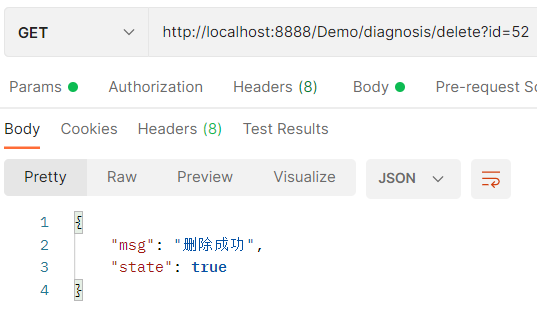 GET http://localhost:8888/Demo/diagnosis/delete?id=52
Params Authorization Headers (8) Body Pre-request Sc
Body Cookies Headers (8) Test Results
Pretty Raw Preview Visualize JSON
1 {
2 "msg": "删除成功",
3 "state": true
4 }